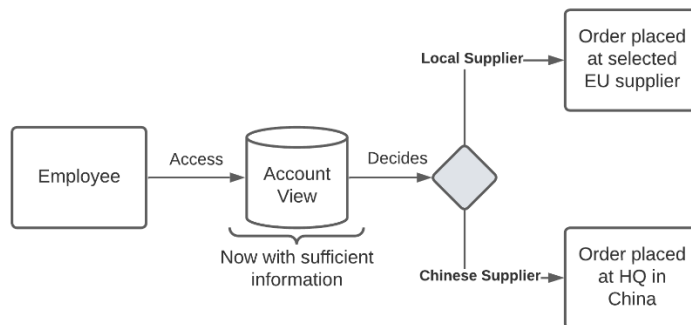 Employee
Access
Account
View
Now with sufficient
information
Decides
Local Supplier
Order placed
at selected
EU supplier
Chinese Supplier
Order placed
at HQ in
China